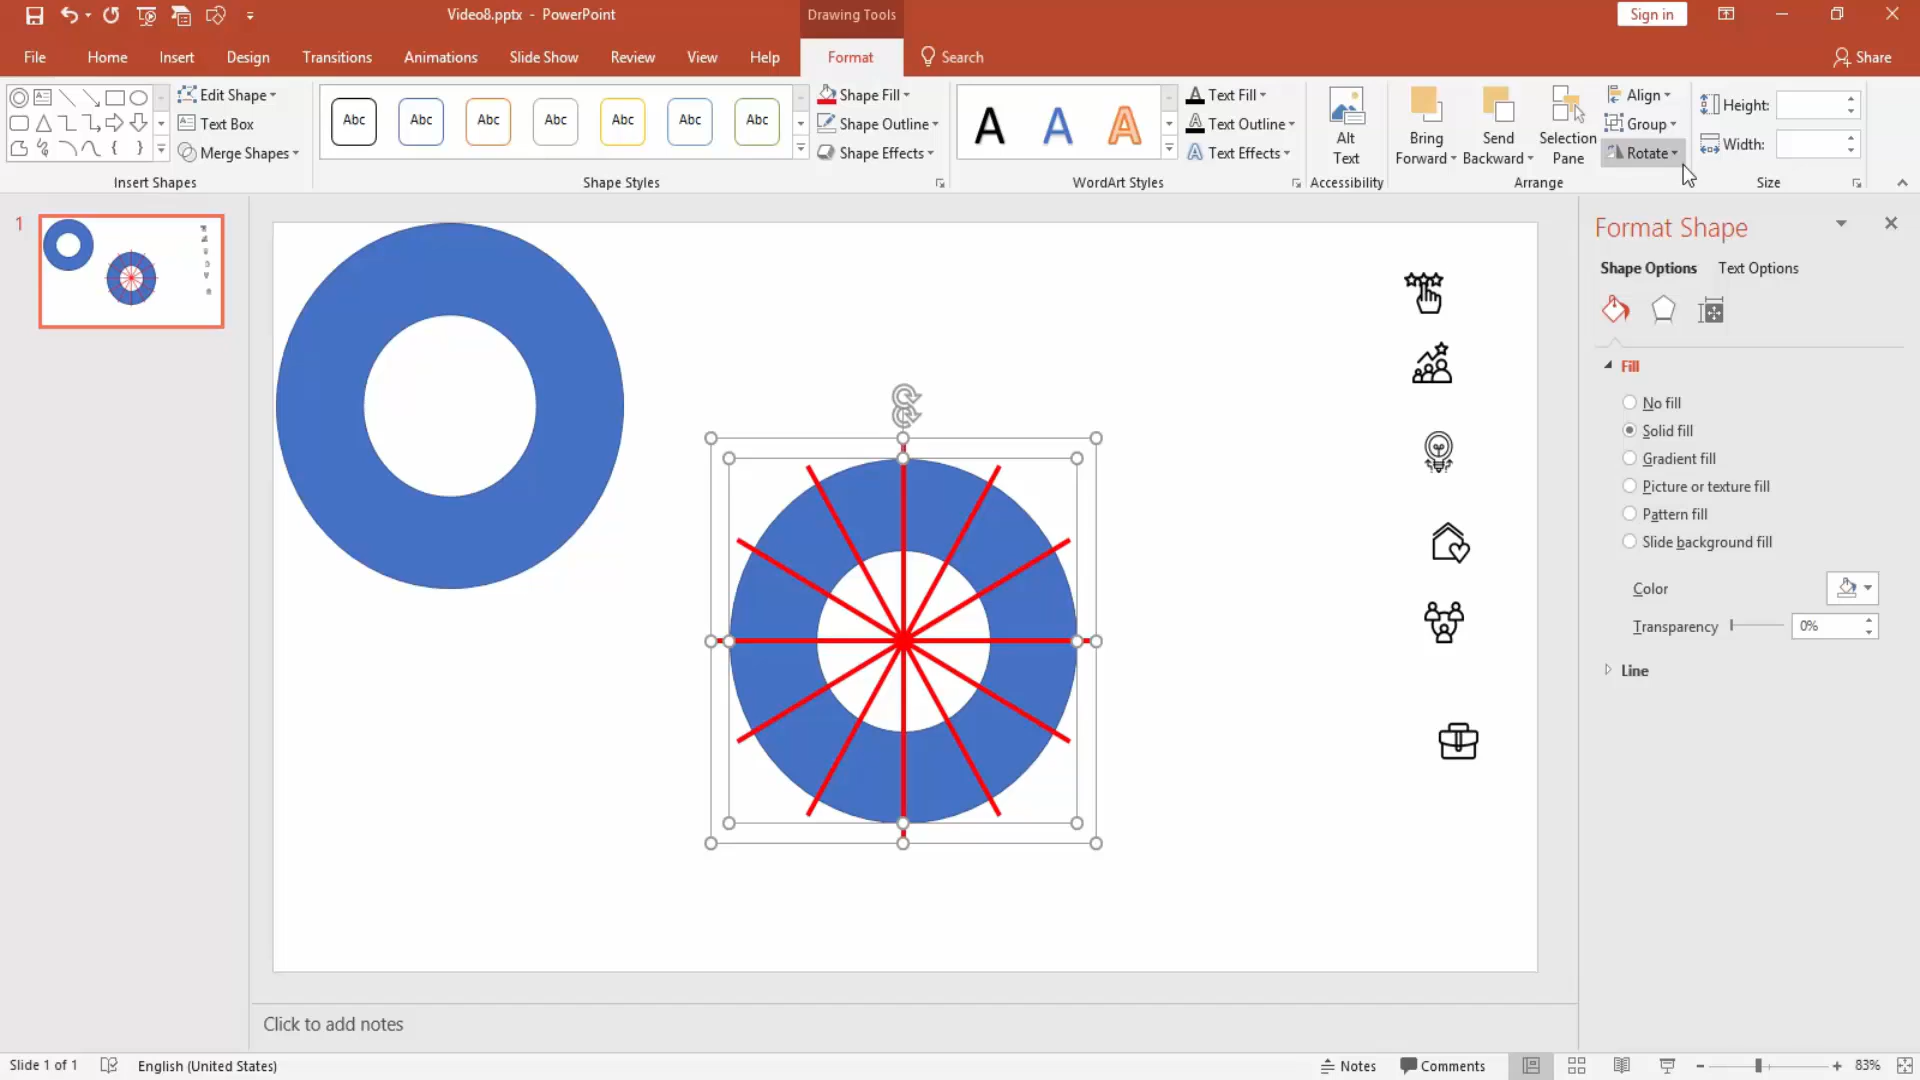 Video8.pptx - PowerPoint
Drawing Tools
Sign in
File
Home
Insert
Design
Transitions
Animations
Slide Show
Review
View
Help
Format
Search
Share
Edit Shape
Text Box
Merge Shapes
Insert Shapes
Abc Abc Abc Abc Abc Abc Abc
Shape Styles
Shape Fill
Shape Outline
Shape Effects
A A A
WordArt Styles
Text Fill
Text Outline
Text Effects
Alt
Text
Accessibility
Bring
Forward
Send
Backward
Selection
Pane
Align
Group
Rotate
Arrange
Height:
Width:
Size
1
Format Shape
Shape Options
Text Options
Fill
No fill
Solid fill
Gradient fill
Picture or texture fill
Pattern fill
Slide background fill
Color
Transparency
0%
Line
Click to add notes
Slide 1 of 1
English (United States)
Notes
Comments
83%